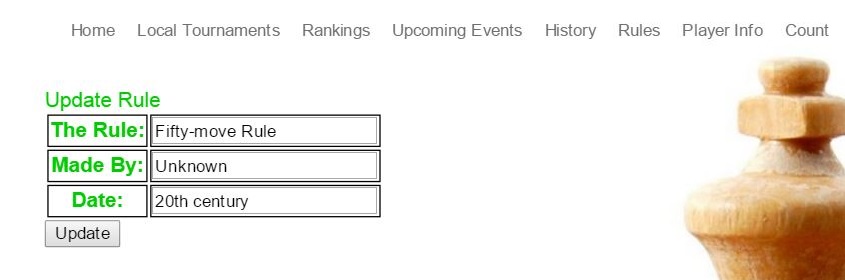 Home Local Tournaments Rankings Upcoming Events History Rules Player Info Count
Update Rule
The Rule: Fifty-move Rule
Made By: Unknown
Date: 20th century
Update